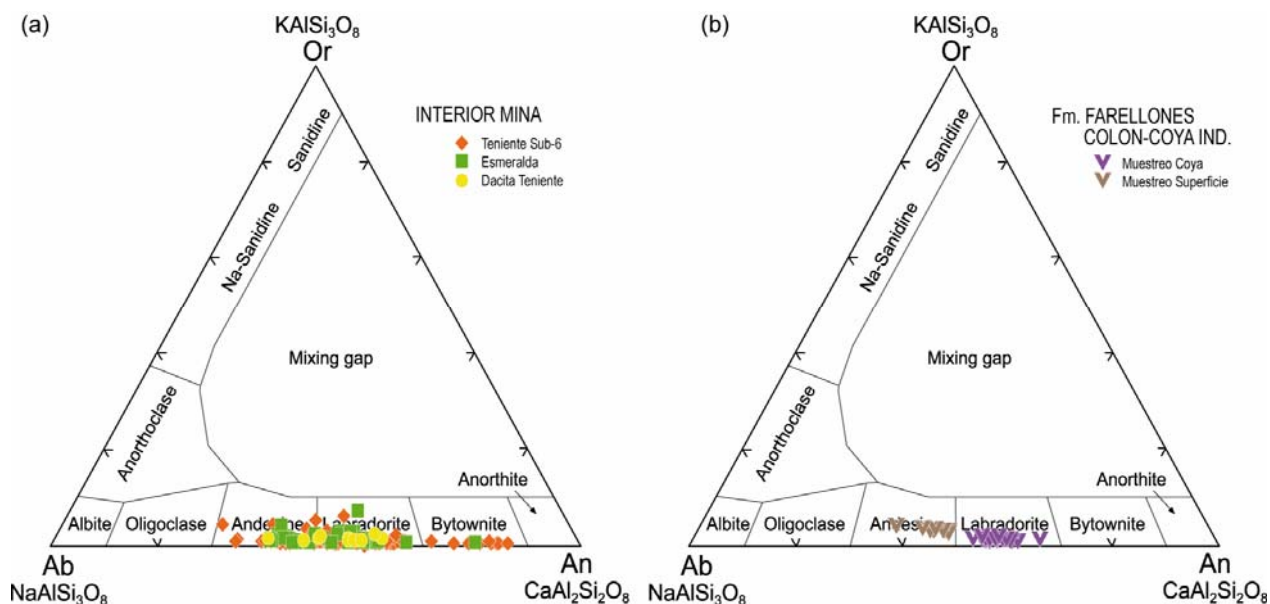 (a)
KAlSi₃O₈
Or
INTERIOR MINA
Teniente Sub-6
Esmeralda
Dacita Teniente
Sanidine
Na-Sanidine
Mixing gap
Anorthoclase
Anorthite
Albite
Oligoclase
Labradorite
Bytownite
Ab
NaAlSi₃O₈
An
CaAl₂Si₂O₈
(b)
KAlSi₃O₈
Or
Fm. FARELLONES
COLON-COYA IND.
Muestreo Coya
Muestreo Superficie
Sanidine
Na-Sanidine
Mixing gap
Anorthoclase
Anorthite
Albite
Oligoclase
Labradorite
Bytownite
Ab
NaAlSi₃O₈
An
CaAl₂Si₂O₈